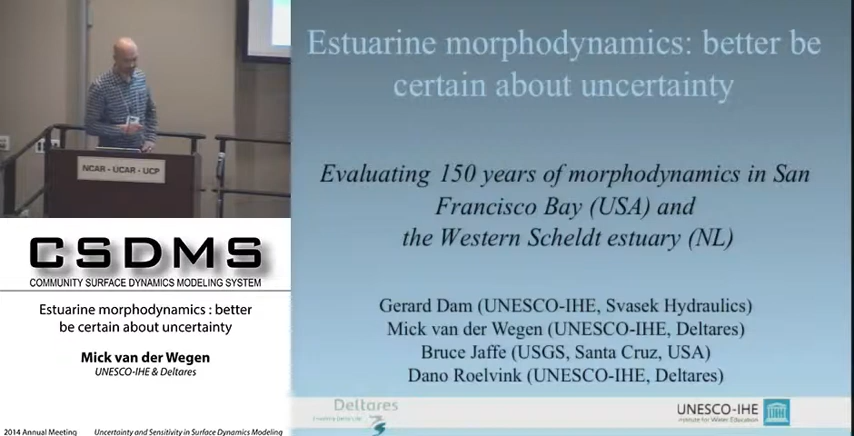 NCAR - UCAR - UCP
CSDMS
COMMUNITY SURFACE DYNAMICS MODELING SYSTEM
Estuarine morphodynamics : better
be certain about uncertainty
Mick van der Wegen
UNESCO-IHE & Deltares
2014 Annual Meeting
Uncertainty and Sensitivity in Surface Dynamics Modeling
Estuarine morphodynamics: better be
certain about uncertainty
Evaluating 150 years of morphodynamics in San
Francisco Bay (USA) and
the Western Scheldt estuary (NL)
Gerard Dam (UNESCO-IHE, Svasek Hydraulics)
Mick van der Wegen (UNESCO-IHE, Deltares)
Bruce Jaffe (USGS, Santa Cruz, USA)
Dano Roelvink (UNESCO-IHE, Deltares)
Deltares
UNESCO-IHE
Institute for Water Education